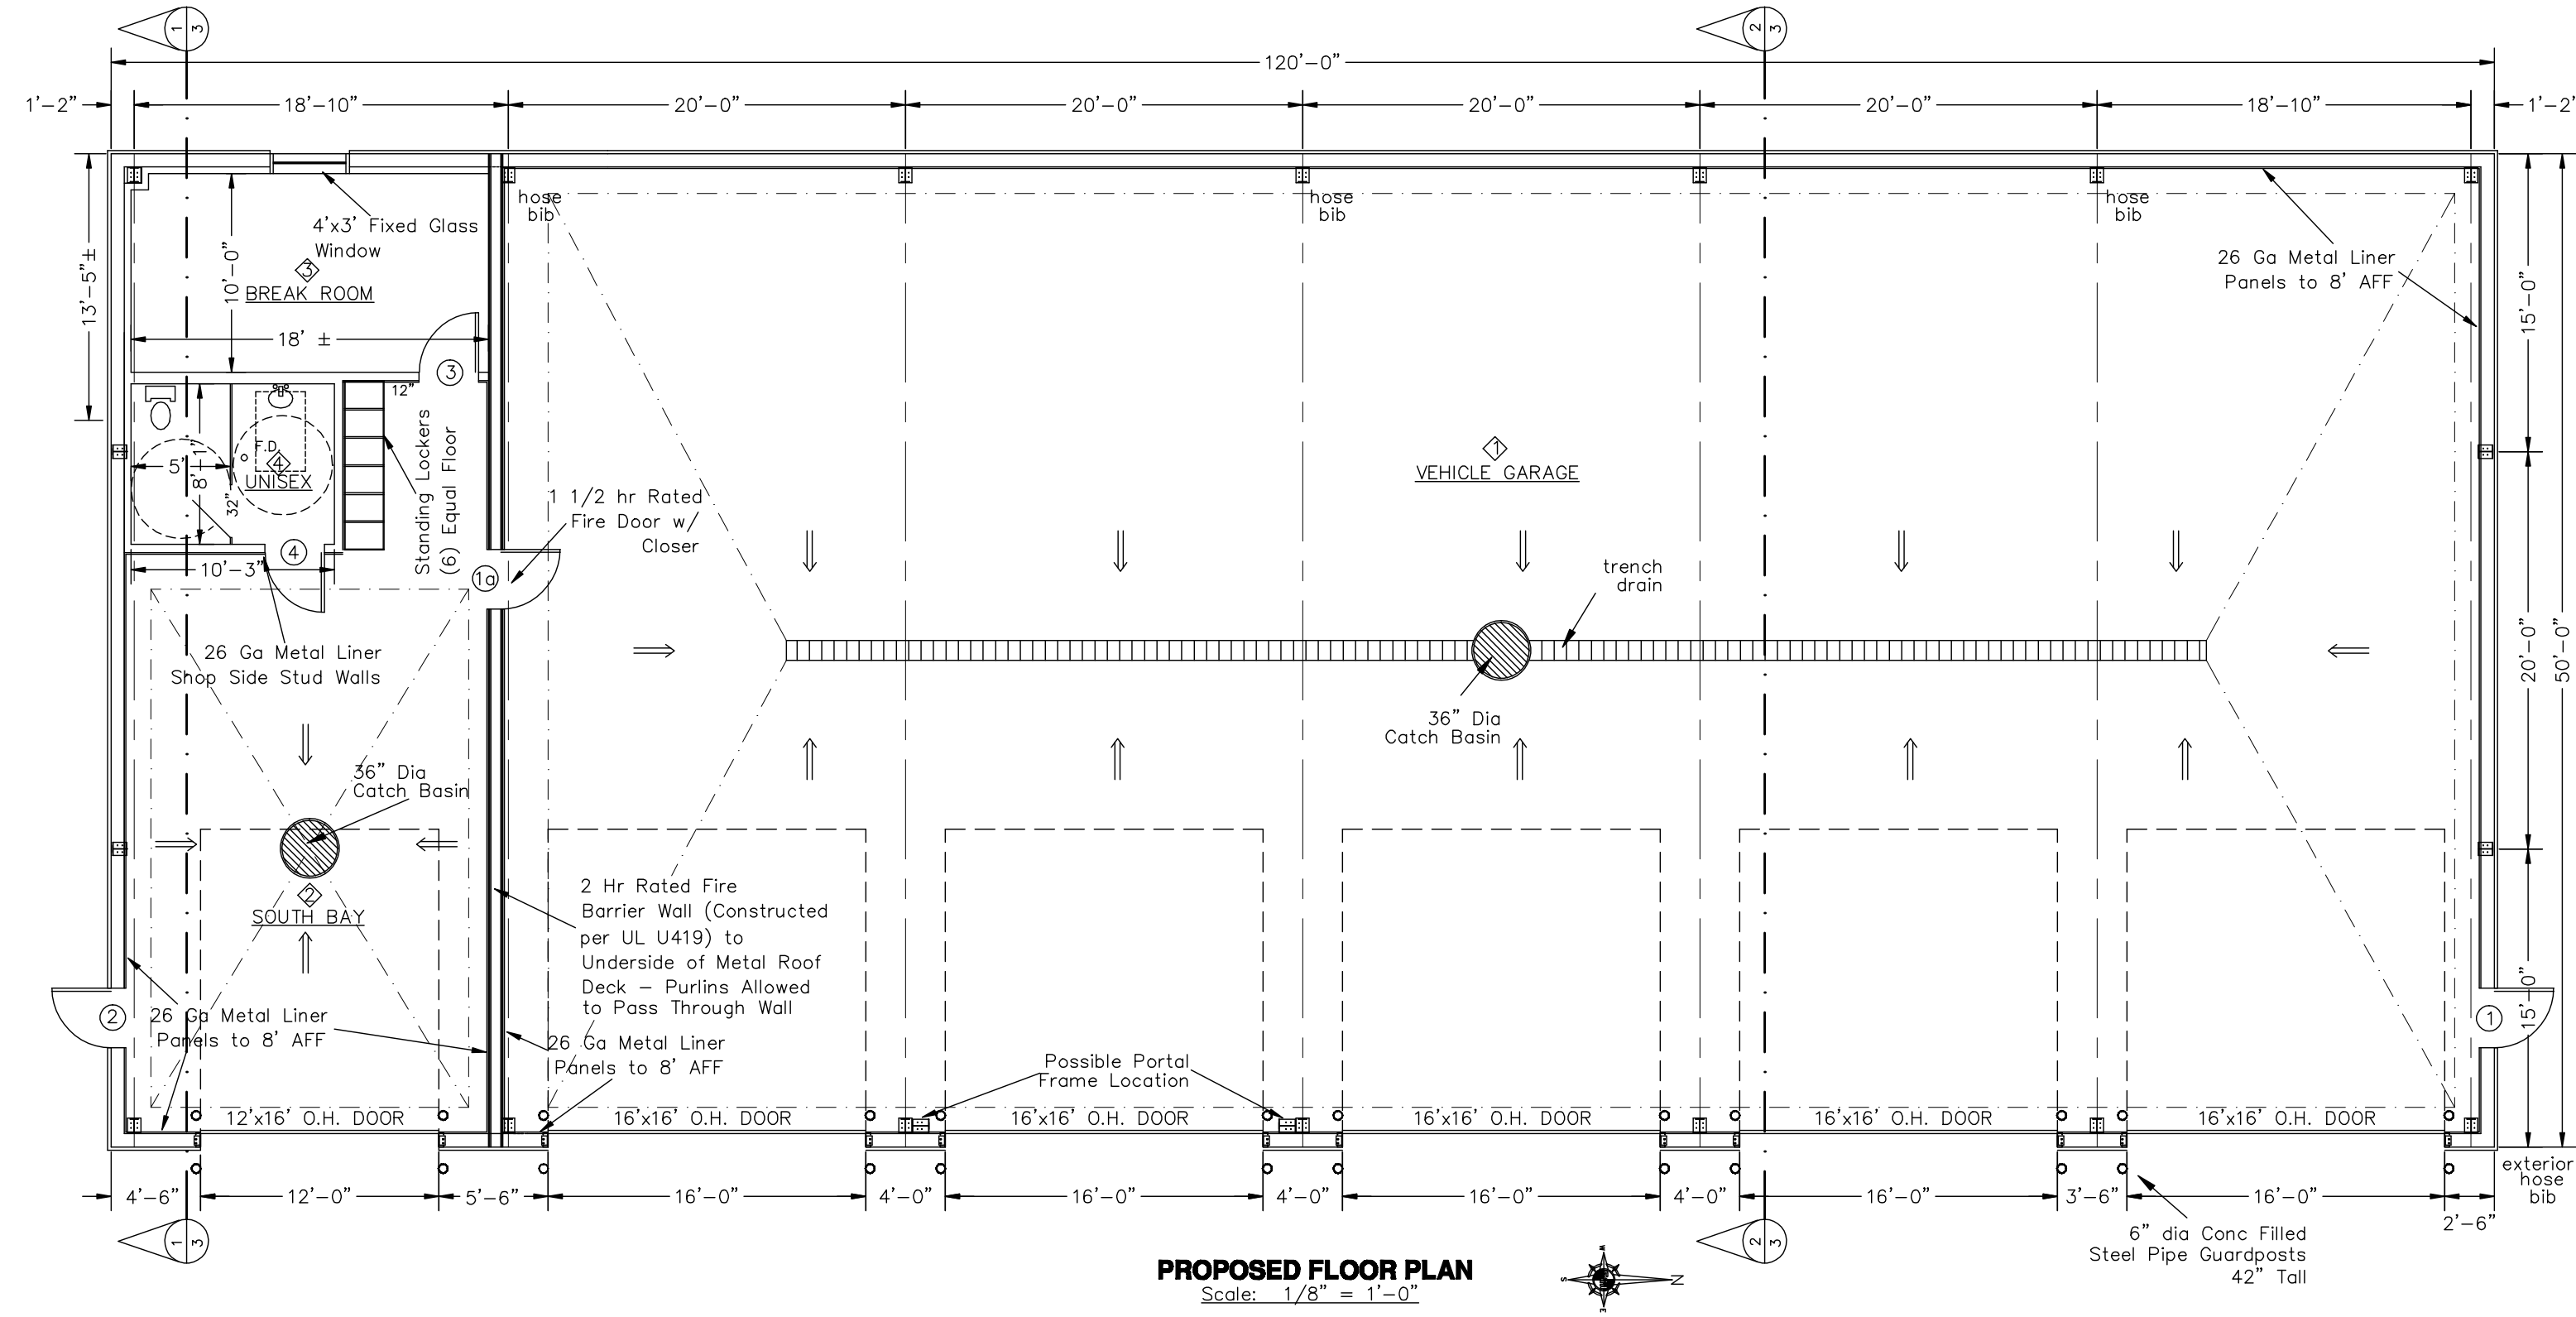 1
3
2
3
120'-0"
1'-2"
18'-10"
20'-0"
20'-0"
20'-0"
20'-0"
18'-10"
1'-2"
hose
bib
hose
bib
hose
bib
4'x3' Fixed Glass
Window
3
BREAK ROOM
10'-0"
13'-5"±
18' ±
3
12"
26 Ga Metal Liner
Panels to 8' AFF
15'-0"
Standing Lockers
(6) Equal Floor
F.D.
4
UNISEX
5'
8'-1"
32"
4
10'-3"
1a
1 1/2 hr Rated
Fire Door w/
Closer
1
VEHICLE GARAGE
trench
drain
36" Dia
Catch Basin
20'-0"
50'-0"
26 Ga Metal Liner
Shop Side Stud Walls
36" Dia
Catch Basin
2
SOUTH BAY
2 Hr Rated Fire
Barrier Wall (Constructed
per UL U419) to
Underside of Metal Roof
Deck – Purlins Allowed
to Pass Through Wall
2
26 Ga Metal Liner
Panels to 8' AFF
26 Ga Metal Liner
Panels to 8' AFF
Possible Portal
Frame Location
1
15'-0"
12'x16' O.H. DOOR
16'x16' O.H. DOOR
16'x16' O.H. DOOR
16'x16' O.H. DOOR
16'x16' O.H. DOOR
16'x16' O.H. DOOR
exterior
hose
bib
4'-6"
12'-0"
5'-6"
16'-0"
4'-0"
16'-0"
4'-0"
16'-0"
4'-0"
16'-0"
3'-6"
16'-0"
2'-6"
1
3
2
3
6" dia Conc Filled
Steel Pipe Guardposts
42" Tall
PROPOSED FLOOR PLAN
Scale: 1/8" = 1'-0"
W
S
N
E